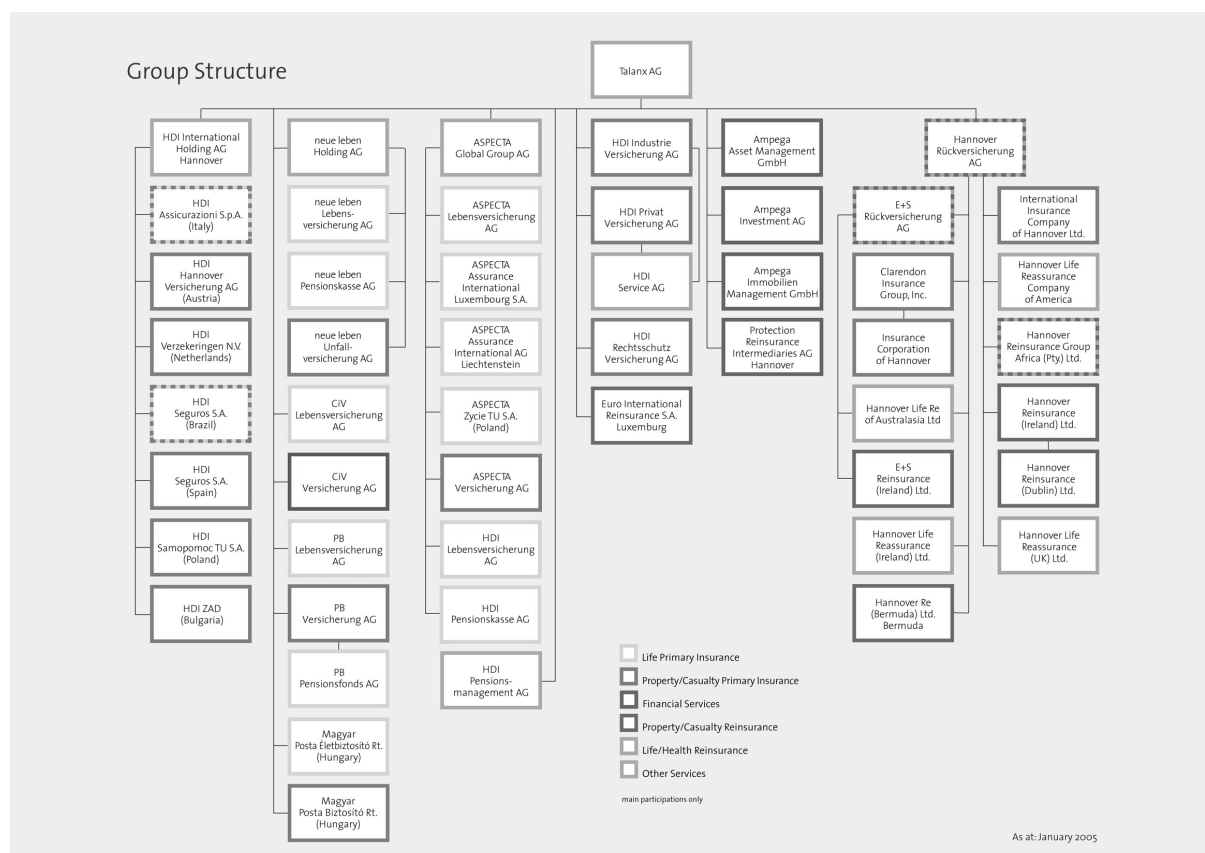 Group Structure
Talanx AG
HDI International
Holding AG
Hannover
HDI
Assicurazioni S.p.A.
(Italy)
HDI
Hannover
Versicherung AG
(Austria)
HDI
Verzekeringen N.V.
(Netherlands)
HDI
Seguros S.A.
(Brazil)
HDI
Seguros S.A.
(Spain)
HDI
Samopomoc TU S.A.
(Poland)
HDI ZAD
(Bulgaria)
neue leben
Holding AG
neue leben
Lebens-
versicherung AG
neue leben
Pensionskasse AG
neue leben
Unfall-
versicherung AG
CiV
Lebensversicherung
AG
CiV
Versicherung AG
PB
Lebensversicherung
AG
PB
Versicherung AG
PB
Pensionsfonds AG
Magyar
Posta Életbiztosító Rt.
(Hungary)
Magyar
Posta Biztosító Rt.
(Hungary)
ASPECTA
Global Group AG
ASPECTA
Lebensversicherung
AG
ASPECTA
Assurance
International
Luxembourg S.A.
ASPECTA
Assurance
International AG
Liechtenstein
ASPECTA
Zycie TU S.A.
(Poland)
ASPECTA
Versicherung AG
HDI
Lebensversicherung
AG
HDI
Pensionskasse AG
HDI
Pensions-
management AG
HDI Industrie
Versicherung AG
HDI Privat
Versicherung AG
HDI
Service AG
HDI
Rechtsschutz
Versicherung AG
Euro International
Reinsurance S.A.
Luxemburg
Ampega
Asset Management
GmbH
Ampega
Investment AG
Ampega
Immobilien
Management GmbH
Protection
Reinsurance
Intermediaries AG
Hannover
Hannover
Rückversicherung
AG
E+S
Rückversicherung
AG
Clarendon
Insurance
Group, Inc.
Insurance
Corporation
of Hannover
Hannover Life Re
of Australasia Ltd
E+S
Reinsurance
(Ireland) Ltd.
Hannover Life
Reassurance
(Ireland) Ltd.
Hannover Re
(Bermuda) Ltd.
Bermuda
International
Insurance
Company
of Hannover Ltd.
Hannover Life
Reassurance
Company
of America
Hannover
Reinsurance Group
Africa (Pty.) Ltd.
Hannover
Reinsurance
(Ireland) Ltd.
Hannover
Reinsurance
(Dublin) Ltd.
Hannover Life
Reassurance
(UK) Ltd.
Life Primary Insurance
Property/Casualty Primary Insurance
Financial Services
Property/Casualty Reinsurance
Life/Health Reinsurance
Other Services
main participations only
As at: January 2005